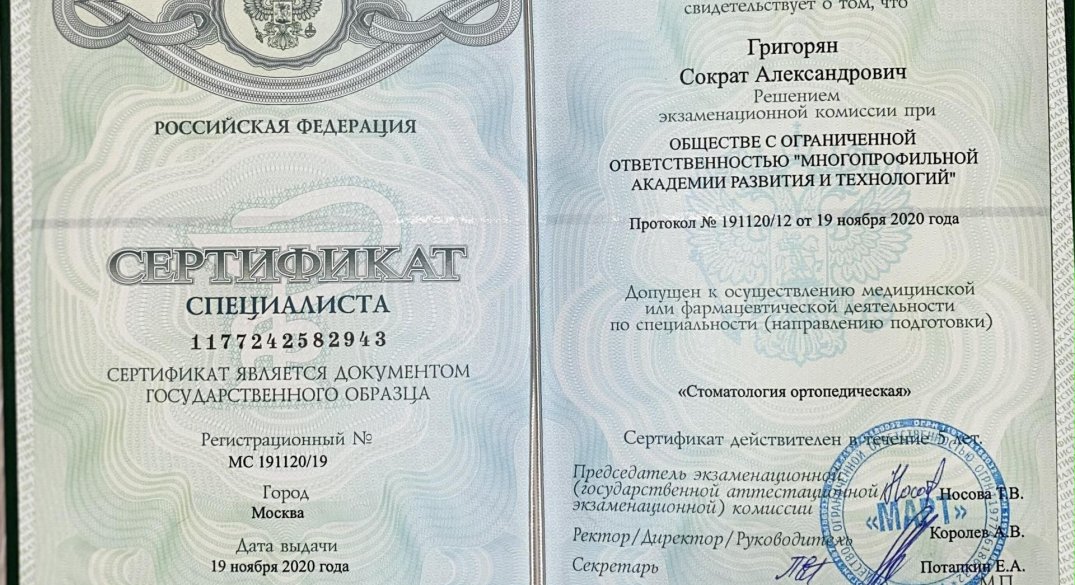 РОССИЙСКАЯ ФЕДЕРАЦИЯ
СЕРТИФИКАТ
СПЕЦИАЛИСТА
1177242582943
СЕРТИФИКАТ ЯВЛЯЕТСЯ ДОКУМЕНТОМ
ГОСУДАРСТВЕННОГО ОБРАЗЦА
Регистрационный №
МС 191120/19
Город
Москва
Дата выдачи
19 ноября 2020 года
свидетельствует о том, что
Григорян
Сократ Александрович
Решением
экзаменационной комиссии при
ОБЩЕСТВЕ С ОГРАНИЧЕННОЙ
ОТВЕТСТВЕННОСТЬЮ "МНОГОПРОФИЛЬНОЙ
АКАДЕМИИ РАЗВИТИЯ И ТЕХНОЛОГИЙ"
Протокол № 191120/12 от 19 ноября 2020 года
Допущен к осуществлению медицинской
или фармацевтической деятельности
по специальности (направлению подготовки)
«Стоматология ортопедическая»
Сертификат действителен в течение 5 лет.
Председатель экзаменационной
(государственной аттестационной
экзаменационной) комиссии
Носова Т.В.
«МАРТ»
Ректор/Директор/Руководитель
Королев А.В.
Секретарь
Потапкин Е.А.
М.П.